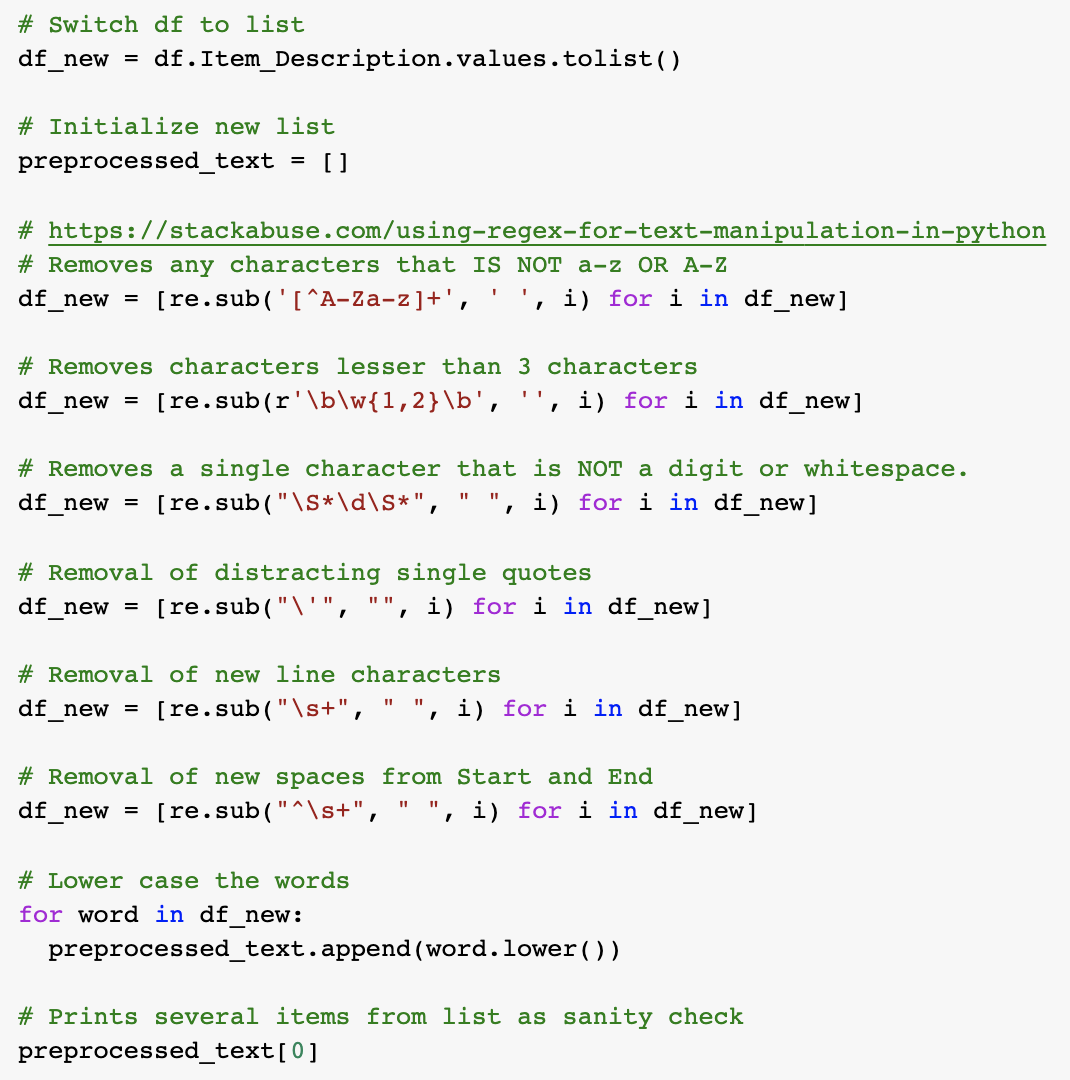 # Switch df to list
df_new = df.Item_Description.values.tolist()
# Initialize new list
preprocessed_text = []
# https://stackabuse.com/using-regex-for-text-manipulation-in-python
# Removes any characters that IS NOT a-z OR A-Z
df_new = [re.sub('[^A-Za-z]+', ' ', i) for i in df_new]
# Removes characters lesser than 3 characters
df_new = [re.sub(r'\b\w{1,2}\b', '', i) for i in df_new]
# Removes a single character that is NOT a digit or whitespace.
df_new = [re.sub("\S*\d\S*", " ", i) for i in df_new]
# Removal of distracting single quotes
df_new = [re.sub("\'", "", i) for i in df_new]
# Removal of new line characters
df_new = [re.sub("\s+", " ", i) for i in df_new]
# Removal of new spaces from Start and End
df_new = [re.sub("^\s+", " ", i) for i in df_new]
# Lower case the words
for word in df_new:
  preprocessed_text.append(word.lower())
# Prints several items from list as sanity check
preprocessed_text[0]